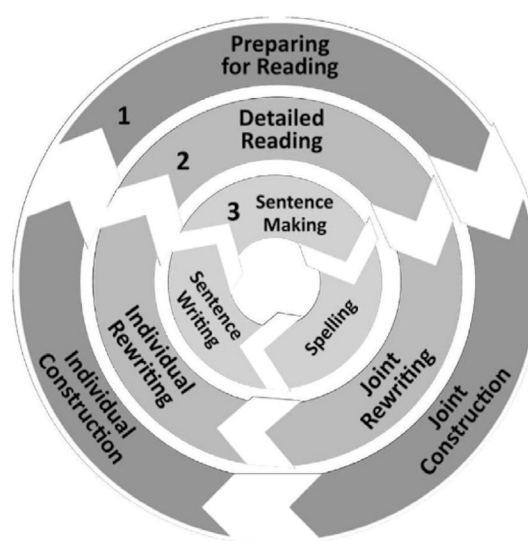 Preparing
for Reading
1
Detailed
Reading
2
Sentence
Making
3
Spelling
Sentence
Writing
Joint
Rewriting
Individual
Rewriting
Joint
Construction
Individual
Construction